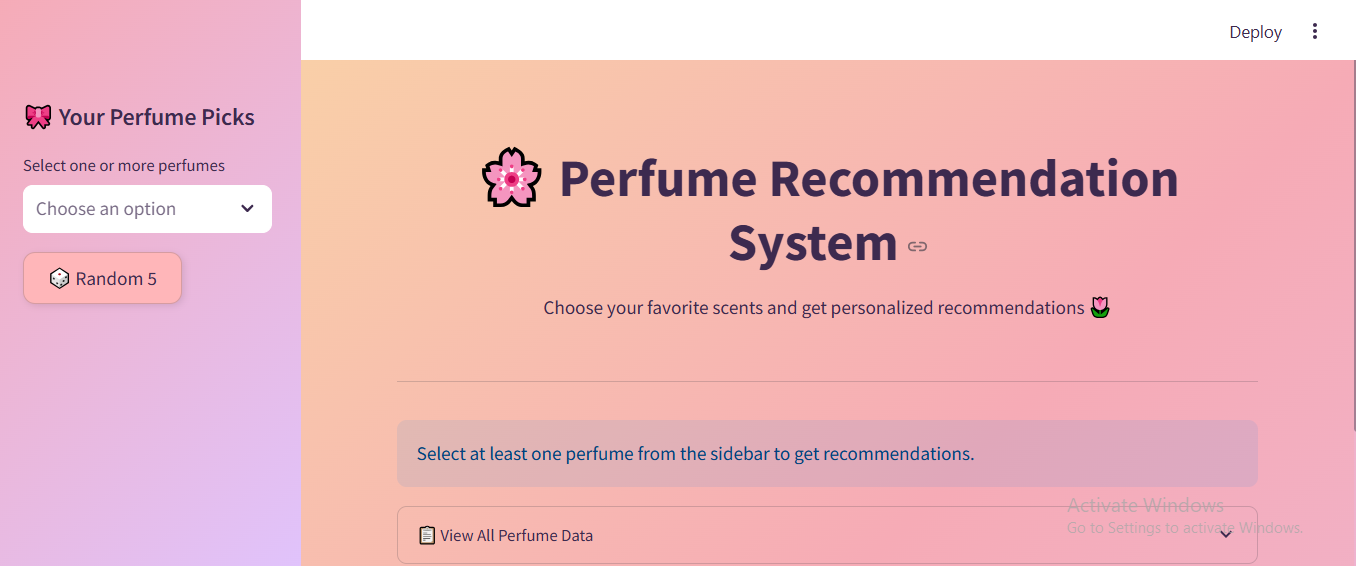 Deploy
🎀 Your Perfume Picks
Select one or more perfumes
Choose an option
🎲 Random 5
🌸 Perfume Recommendation
System
Choose your favorite scents and get personalized recommendations 🌷
Select at least one perfume from the sidebar to get recommendations.
📋 View All Perfume Data
Activate Windows
Go to Settings to activate Windows.